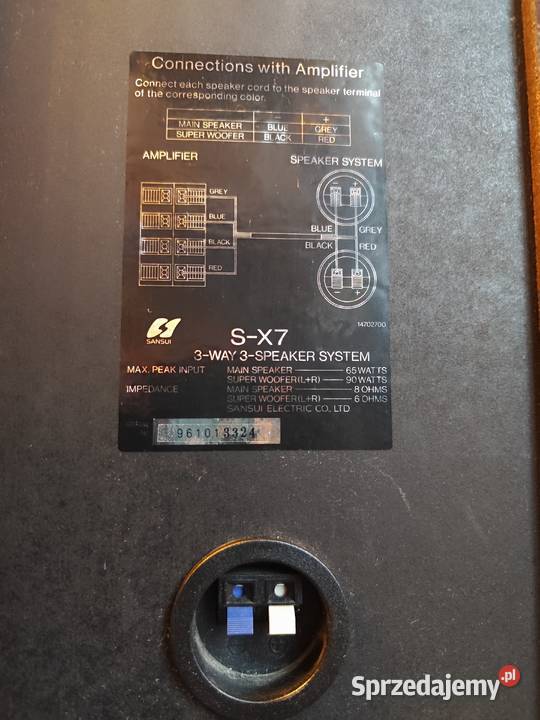 Connections with Amplifier
Connect each speaker cord to the speaker terminal
of the corresponding color.
− +
MAIN SPEAKER BLUE GREY
SUPER WOOFER BLACK RED
AMPLIFIER SPEAKER SYSTEM
GREY
BLUE
BLACK
RED
− +
BLUE GREY
BLACK RED
14702700
SANSUI
S-X7
3-WAY 3-SPEAKER SYSTEM
MAX. PEAK INPUT MAIN SPEAKER 65 WATTS
SUPER WOOFER (L+R) 90 WATTS
IMPEDANCE MAIN SPEAKER 8 OHMS
SUPER WOOFER (L+R) 6 OHMS
SANSUI ELECTRIC CO., LTD
961013324
Sprzedajemy.pl